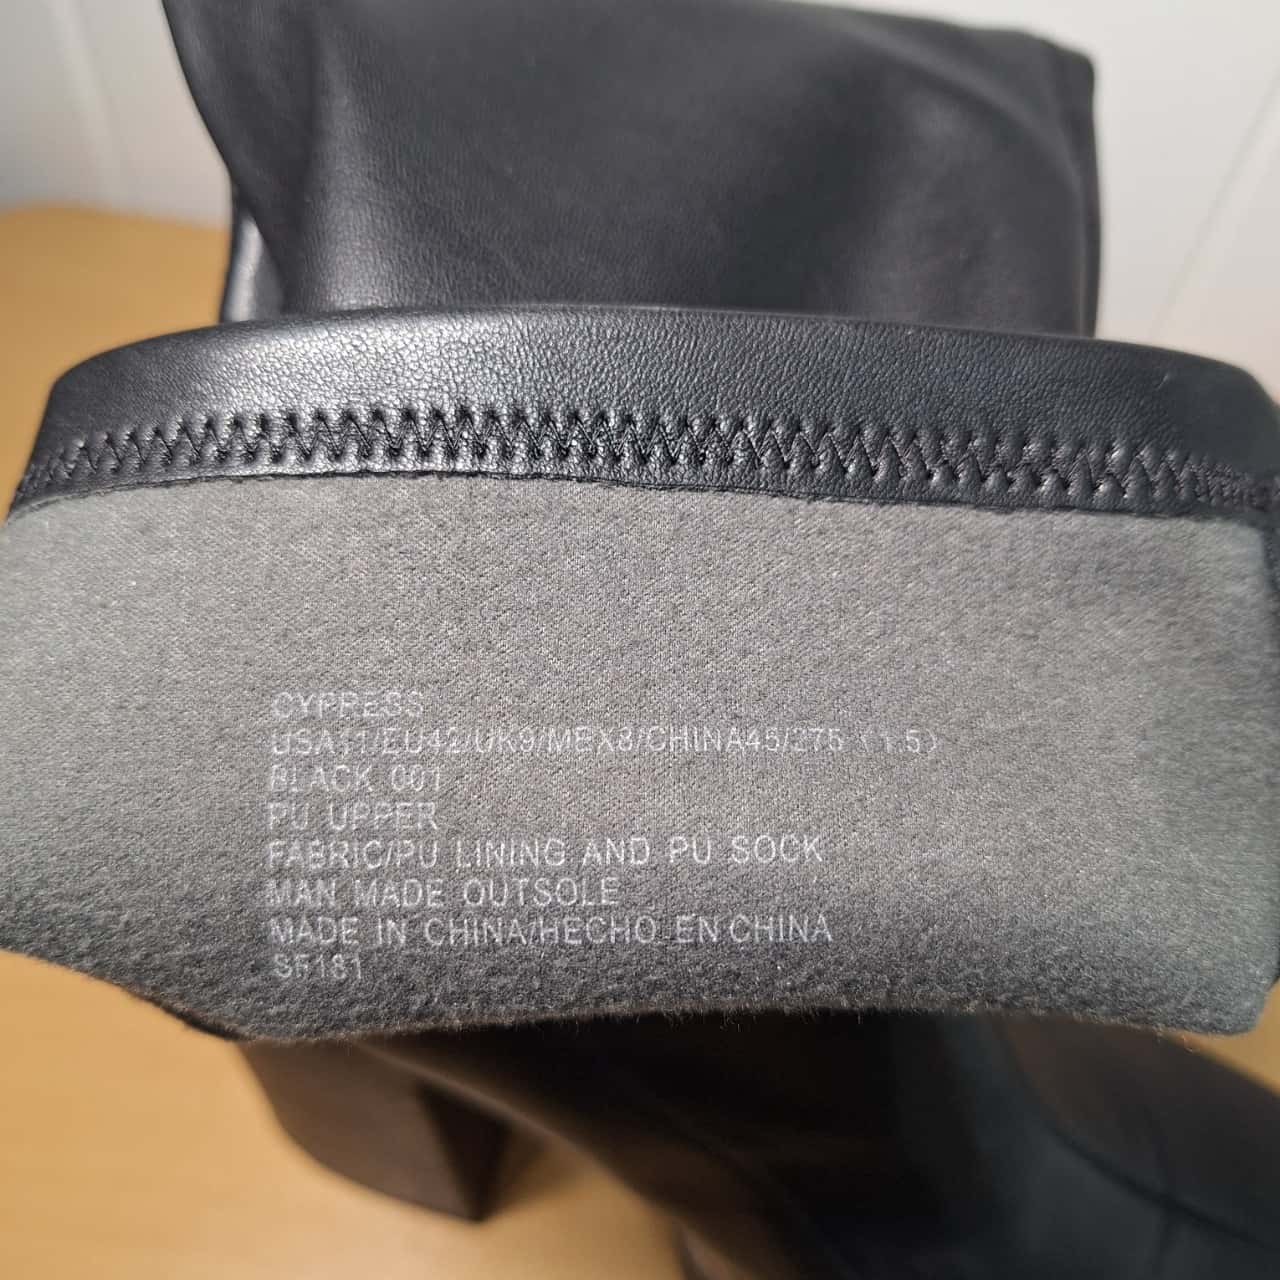 CYPRESS
USA11/EU42/UK9/MEX8/CHINA45/275 (1.5)
BLACK 001
PU UPPER
FABRIC/PU LINING AND PU SOCK
MAN MADE OUTSOLE
MADE IN CHINA/HECHO EN CHINA
SF181